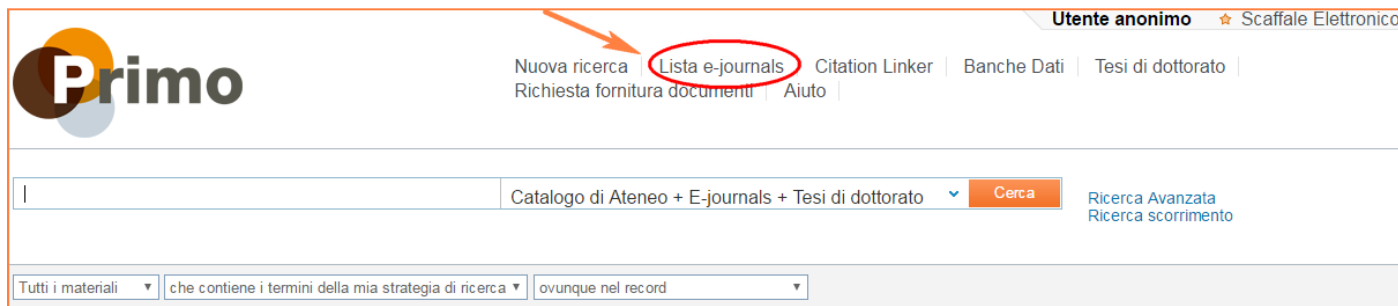 Utente anonimo Scaffale Elettronico
Primo
Nuova ricerca Lista e-journals Citation Linker Banche Dati Tesi di dottorato
Richiesta fornitura documenti Aiuto
Catalogo di Ateneo + E-journals + Tesi di dottorato Cerca
Ricerca Avanzata
Ricerca scorrimento
Tutti i materiali che contiene i termini della mia strategia di ricerca ovunque nel record